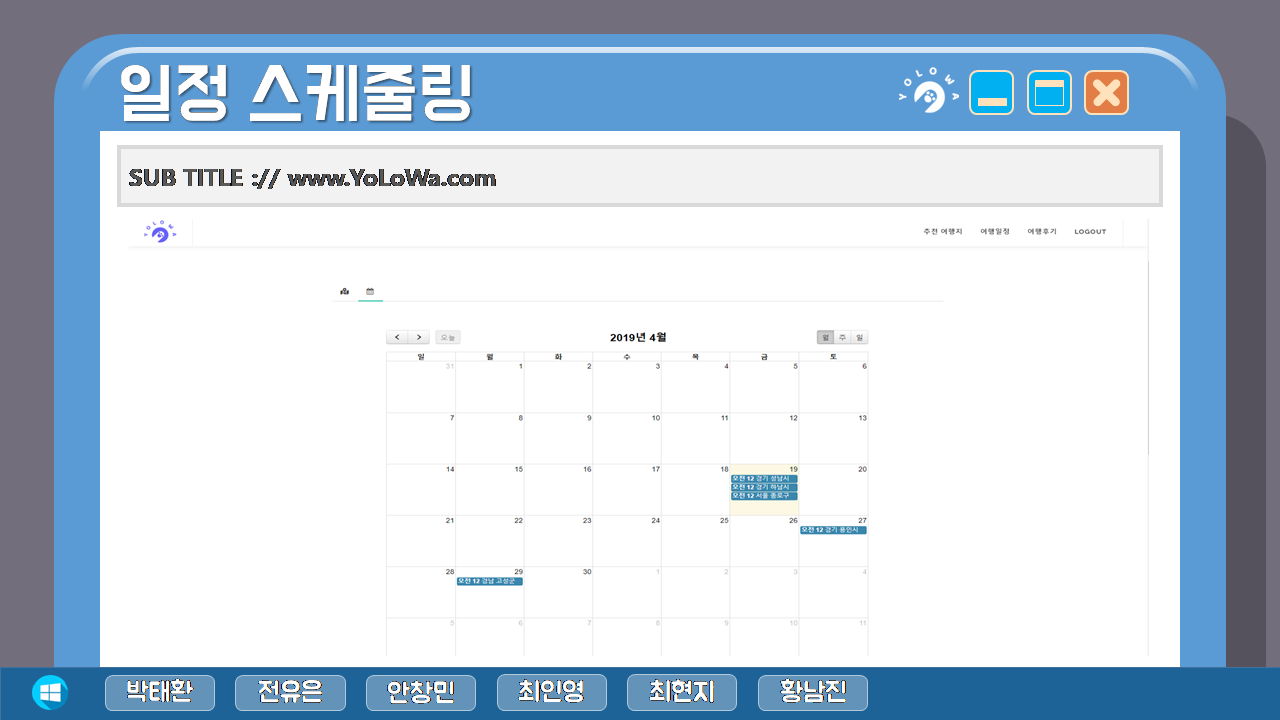 일정 스케줄링
YOLOWA
SUB TITLE :// www.YoLoWa.com
YOLOWA
추천 여행지 여행일정 여행후기 LOGOUT
오늘 2019년 4월 월 주 일
일 월 화 수 목 금 토
31 1 2 3 4 5 6
7 8 9 10 11 12 13
14 15 16 17 18 19 20
오전 12 경기 성남시
오전 12 경기 하남시
오전 12 서울 종로구
21 22 23 24 25 26 27
오전 12 경기 용인시
28 29 30 1 2 3 4
오전 12 경남 고성군
5 6 7 8 9 10 11
박태환 전유은 안창민 최인영 최현지 황남진